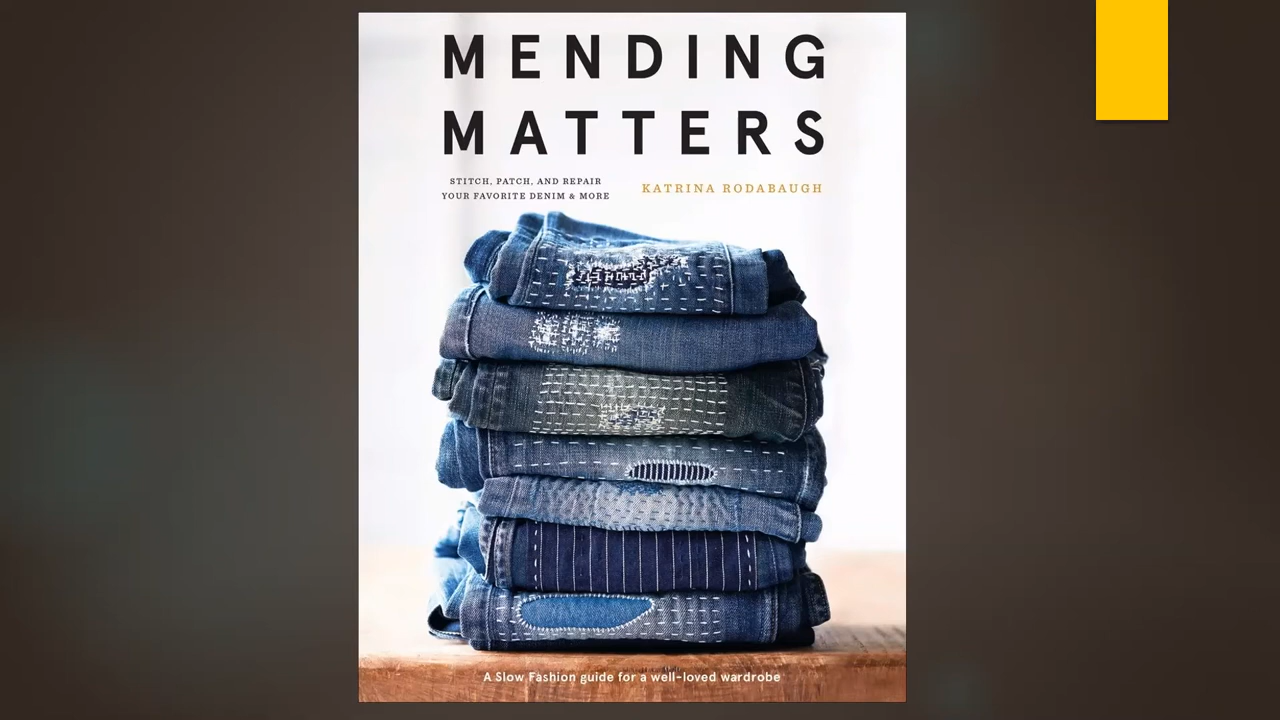 MENDING
MATTERS
STITCH, PATCH, AND REPAIR
YOUR FAVORITE DENIM & MORE
KATRINA RODABAUGH
A Slow Fashion guide for a well-loved wardrobe